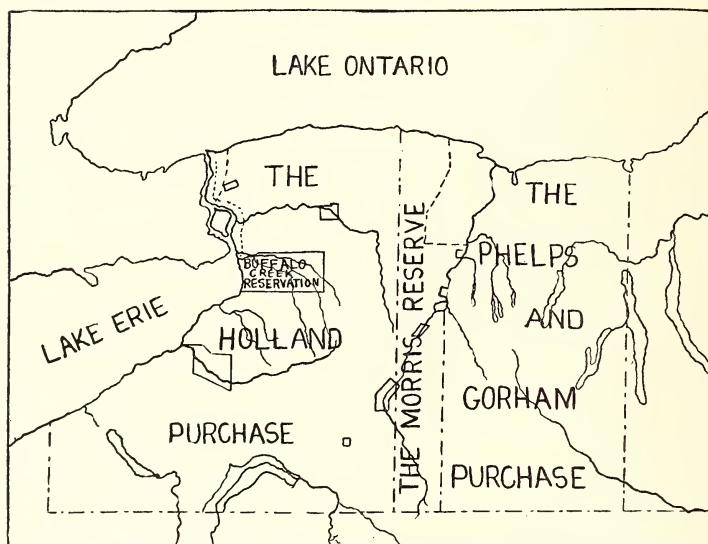 LAKE ONTARIO
THE
HOLLAND
PURCHASE
BUFFALO
CREEK
RESERVATION
LAKE ERIE
THE MORRIS RESERVE
THE
PHELPS
AND
GORHAM
PURCHASE